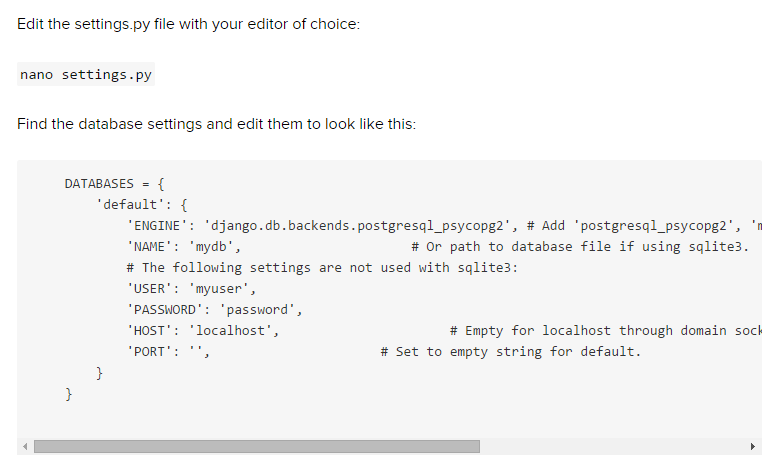 Edit the settings.py file with your editor of choice:
nano settings.py
Find the database settings and edit them to look like this:
DATABASES = {
'default': {
'ENGINE': 'django.db.backends.postgresql_psycopg2', # Add 'postgresql_psycopg2', '
'NAME': 'mydb', # Or path to database file if using sqlite3.
# The following settings are not used with sqlite3:
'USER': 'myuser',
'PASSWORD': 'password',
'HOST': 'localhost', # Empty for localhost through domain sock
'PORT': '', # Set to empty string for default.
}
}